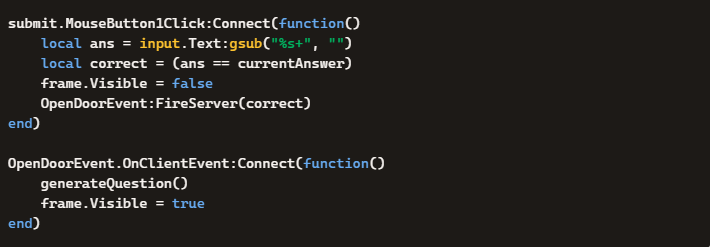 submit.MouseButton1Click:Connect(function()
    local ans = input.Text:gsub("%s+", "")
    local correct = (ans == currentAnswer)
    frame.Visible = false
    OpenDoorEvent:FireServer(correct)
end)

OpenDoorEvent.OnClientEvent:Connect(function()
    generateQuestion()
    frame.Visible = true
end)